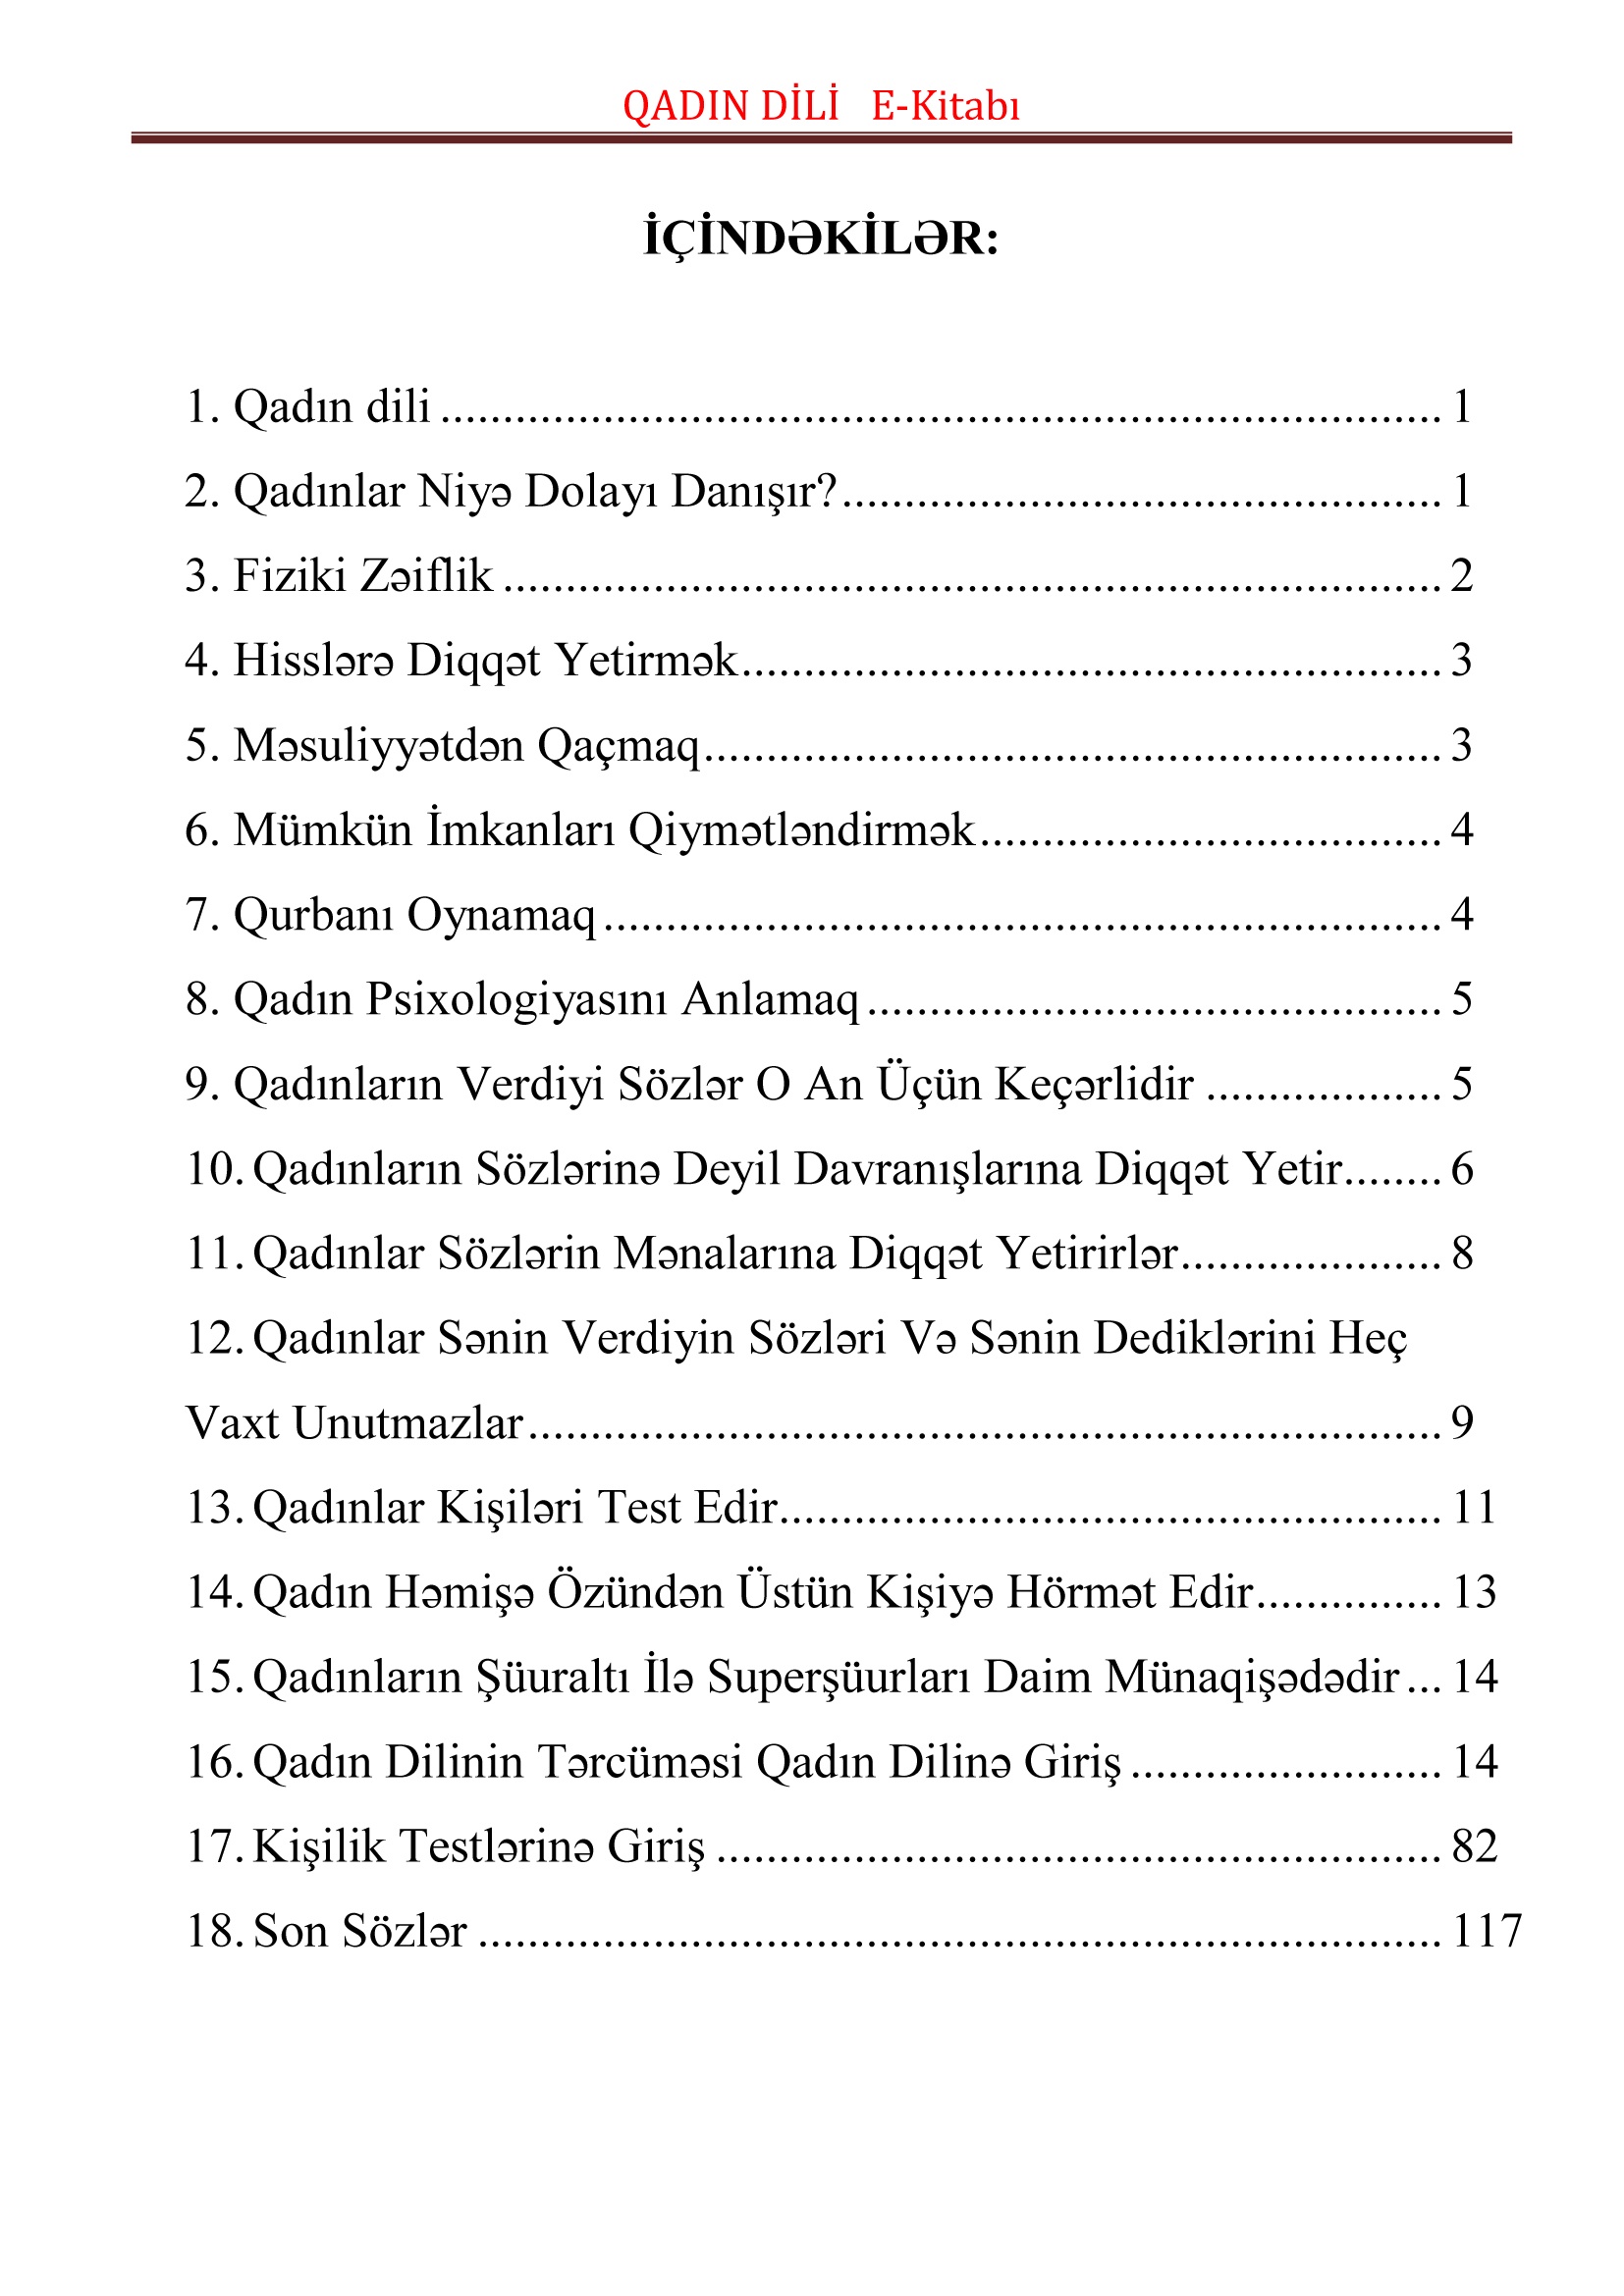 QADIN DİLİ E-Kitabı
İÇİNDƏKİLƏR:
1. Qadın dili ................................................................................ 1
2. Qadınlar Niyə Dolayı Danışır?................................................ 1
3. Fiziki Zəiflik ........................................................................... 2
4. Hisslərə Diqqət Yetirmək........................................................ 3
5. Məsuliyyətdən Qaçmaq........................................................... 3
6. Mümkün İmkanları Qiymətləndirmək..................................... 4
7. Qurbanı Oynamaq................................................................... 4
8. Qadın Psixologiyasını Anlamaq.............................................. 5
9. Qadınların Verdiyi Sözlər O An Üçün Keçərlidir ................... 5
10. Qadınların Sözlərinə Deyil Davranışlarına Diqqət Yetir........ 6
11. Qadınlar Sözlərin Mənalarına Diqqət Yetirirlər..................... 8
12. Qadınlar Sənin Verdiyin Sözləri Və Sənin Dediklərini Heç
Vaxt Unutmazlar......................................................................... 9
13. Qadınlar Kişiləri Test Edir..................................................... 11
14. Qadın Həmişə Özündən Üstün Kişiyə Hörmət Edir............... 13
15. Qadınların Şüuraltı İlə Superşüurları Daim Münaqişədədir... 14
16. Qadın Dilinin Tərcüməsi Qadın Dilinə Giriş ......................... 14
17. Kişilik Testlərinə Giriş .......................................................... 82
18. Son Sözlər ............................................................................. 117